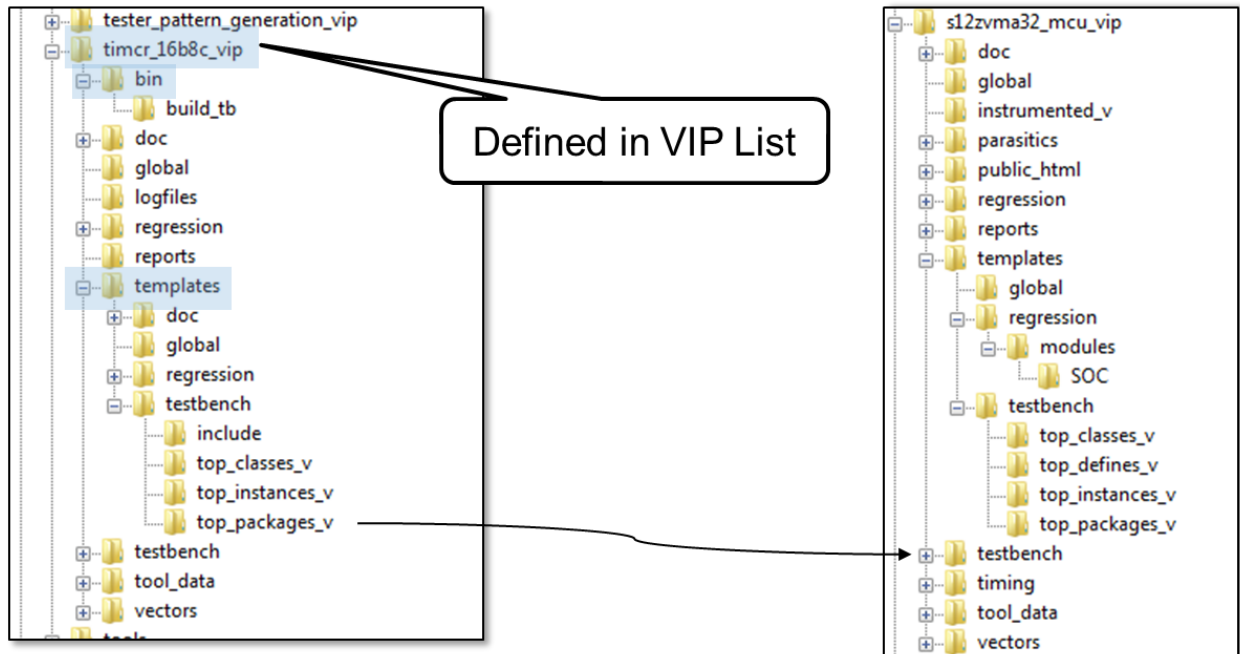 tester_pattern_generation_vip
timcr_16b8c_vip
bin
build_tb
doc
global
logfiles
regression
reports
templates
doc
global
regression
testbench
include
top_classes_v
top_instances_v
top_packages_v
testbench
tool_data
vectors
tools
Defined in VIP List
s12zvma32_mcu_vip
doc
global
instrumented_v
parasitics
public_html
regression
reports
templates
global
regression
modules
SOC
testbench
top_classes_v
top_defines_v
top_instances_v
top_packages_v
testbench
timing
tool_data
vectors